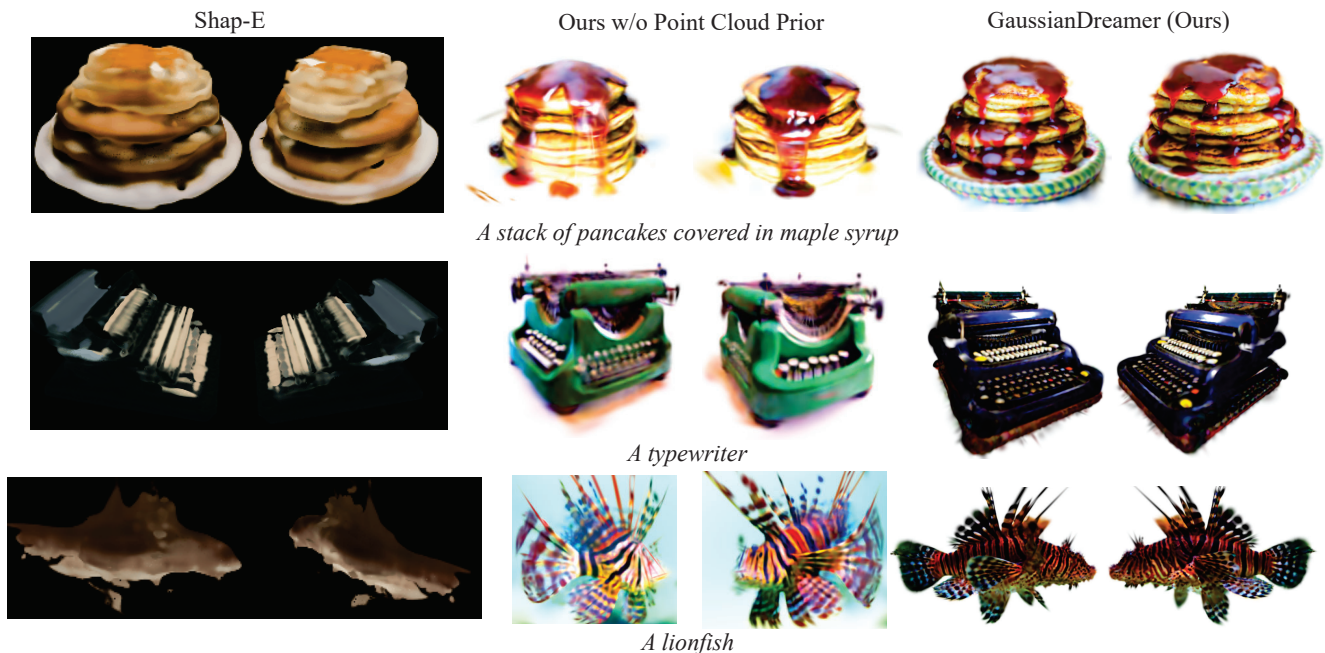 Shap-E
Ours w/o Point Cloud Prior
GaussianDreamer (Ours)
A stack of pancakes covered in maple syrup
A typewriter
A lionfish